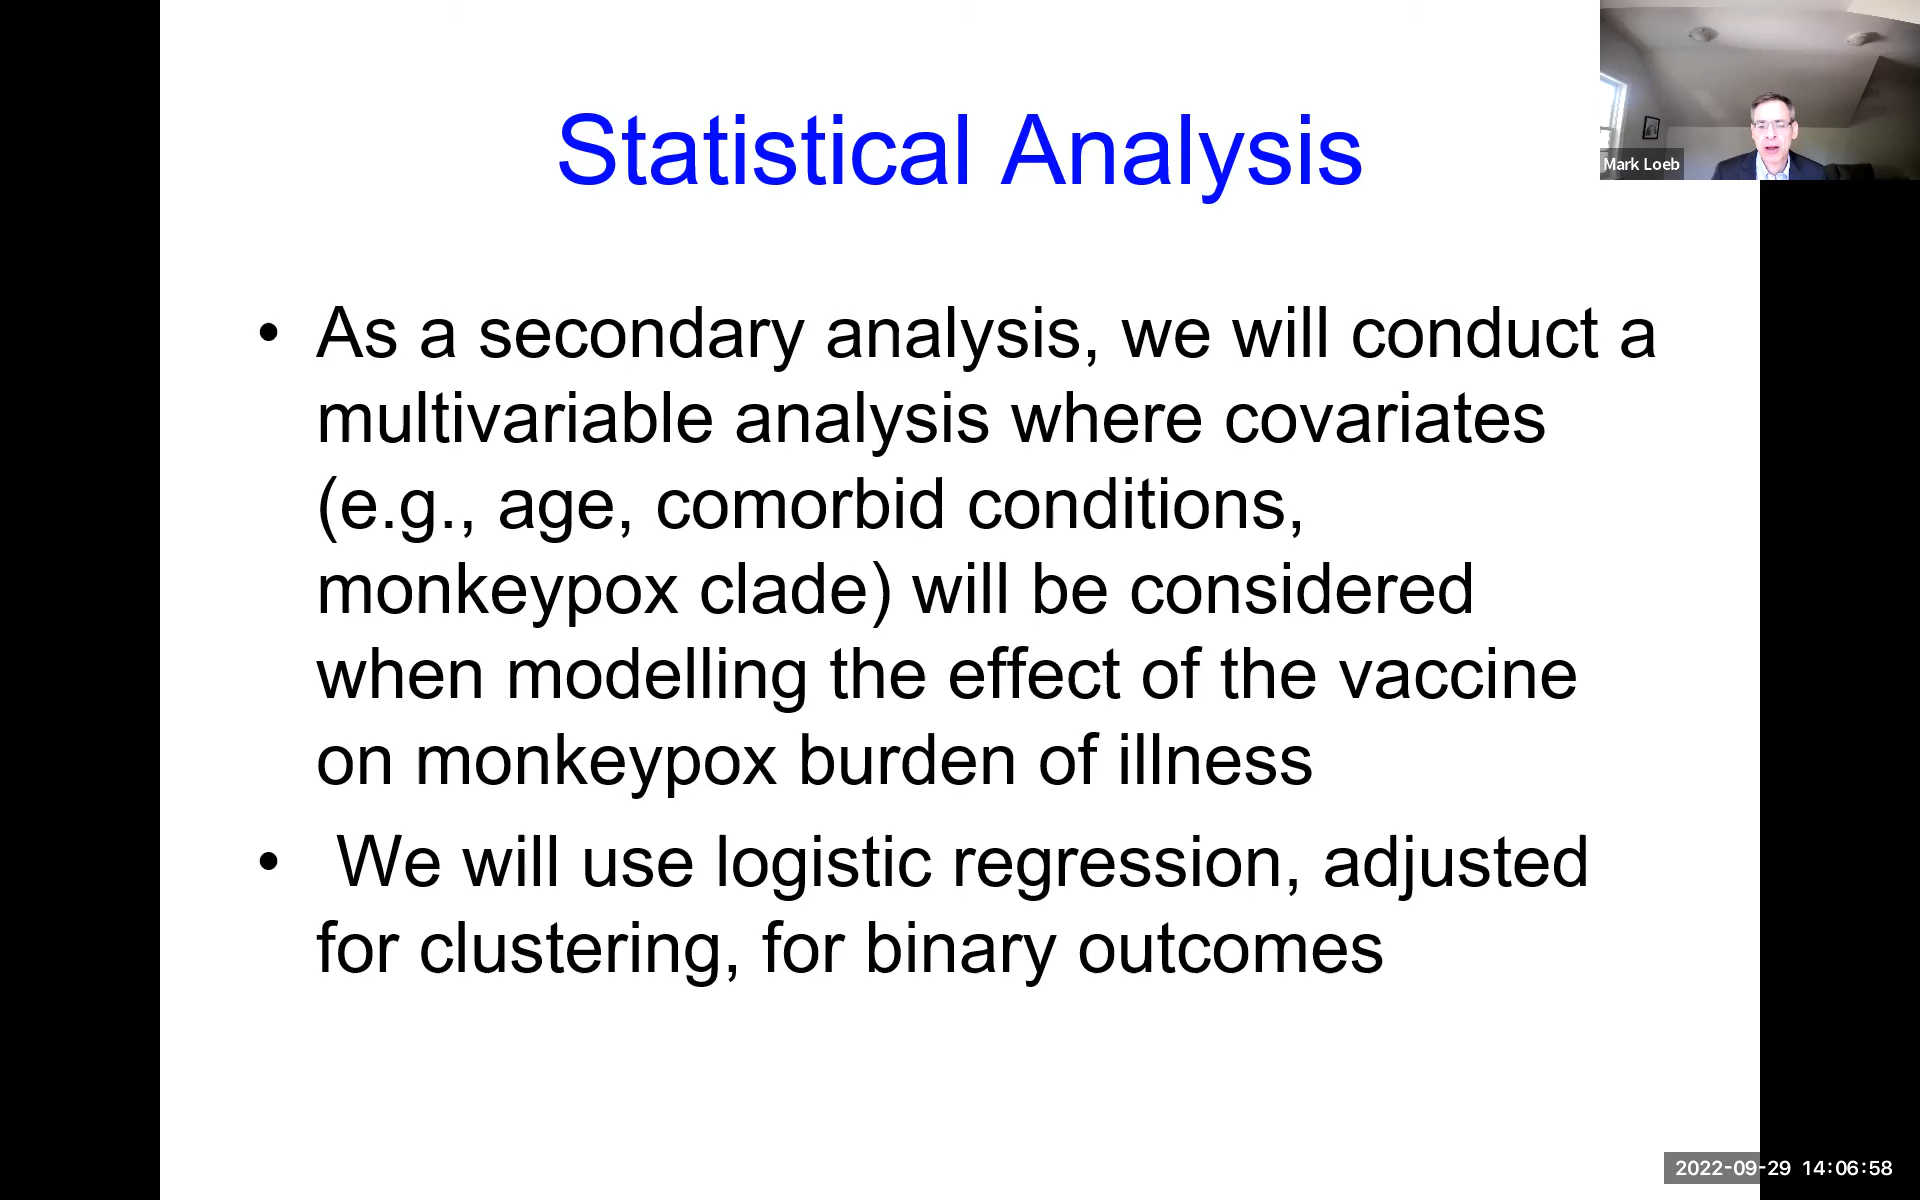 Statistical Analysis
Mark Loeb
• As a secondary analysis, we will conduct a
multivariable analysis where covariates
(e.g., age, comorbid conditions,
monkeypox clade) will be considered
when modelling the effect of the vaccine
on monkeypox burden of illness
• We will use logistic regression, adjusted
for clustering, for binary outcomes
2022-09-29 14:06:58